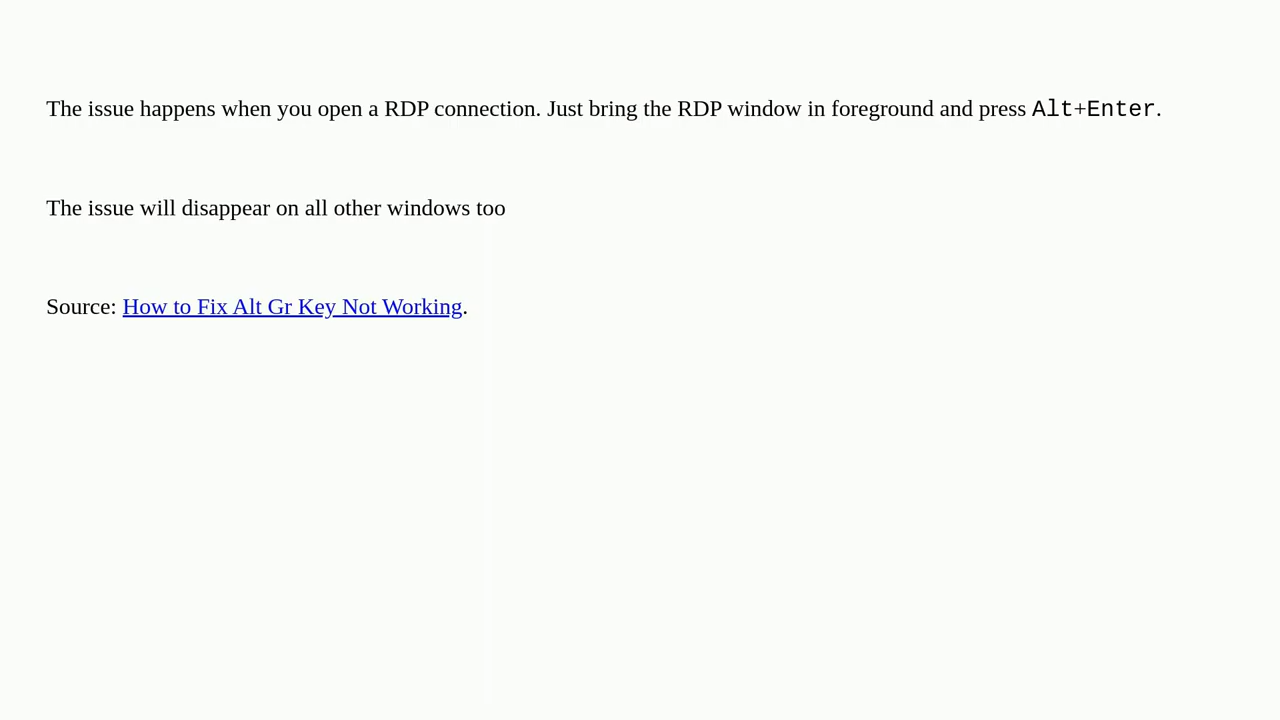 The issue happens when you open a RDP connection. Just bring the RDP window in foreground and press Alt+Enter.
The issue will disappear on all other windows too
Source: How to Fix Alt Gr Key Not Working.